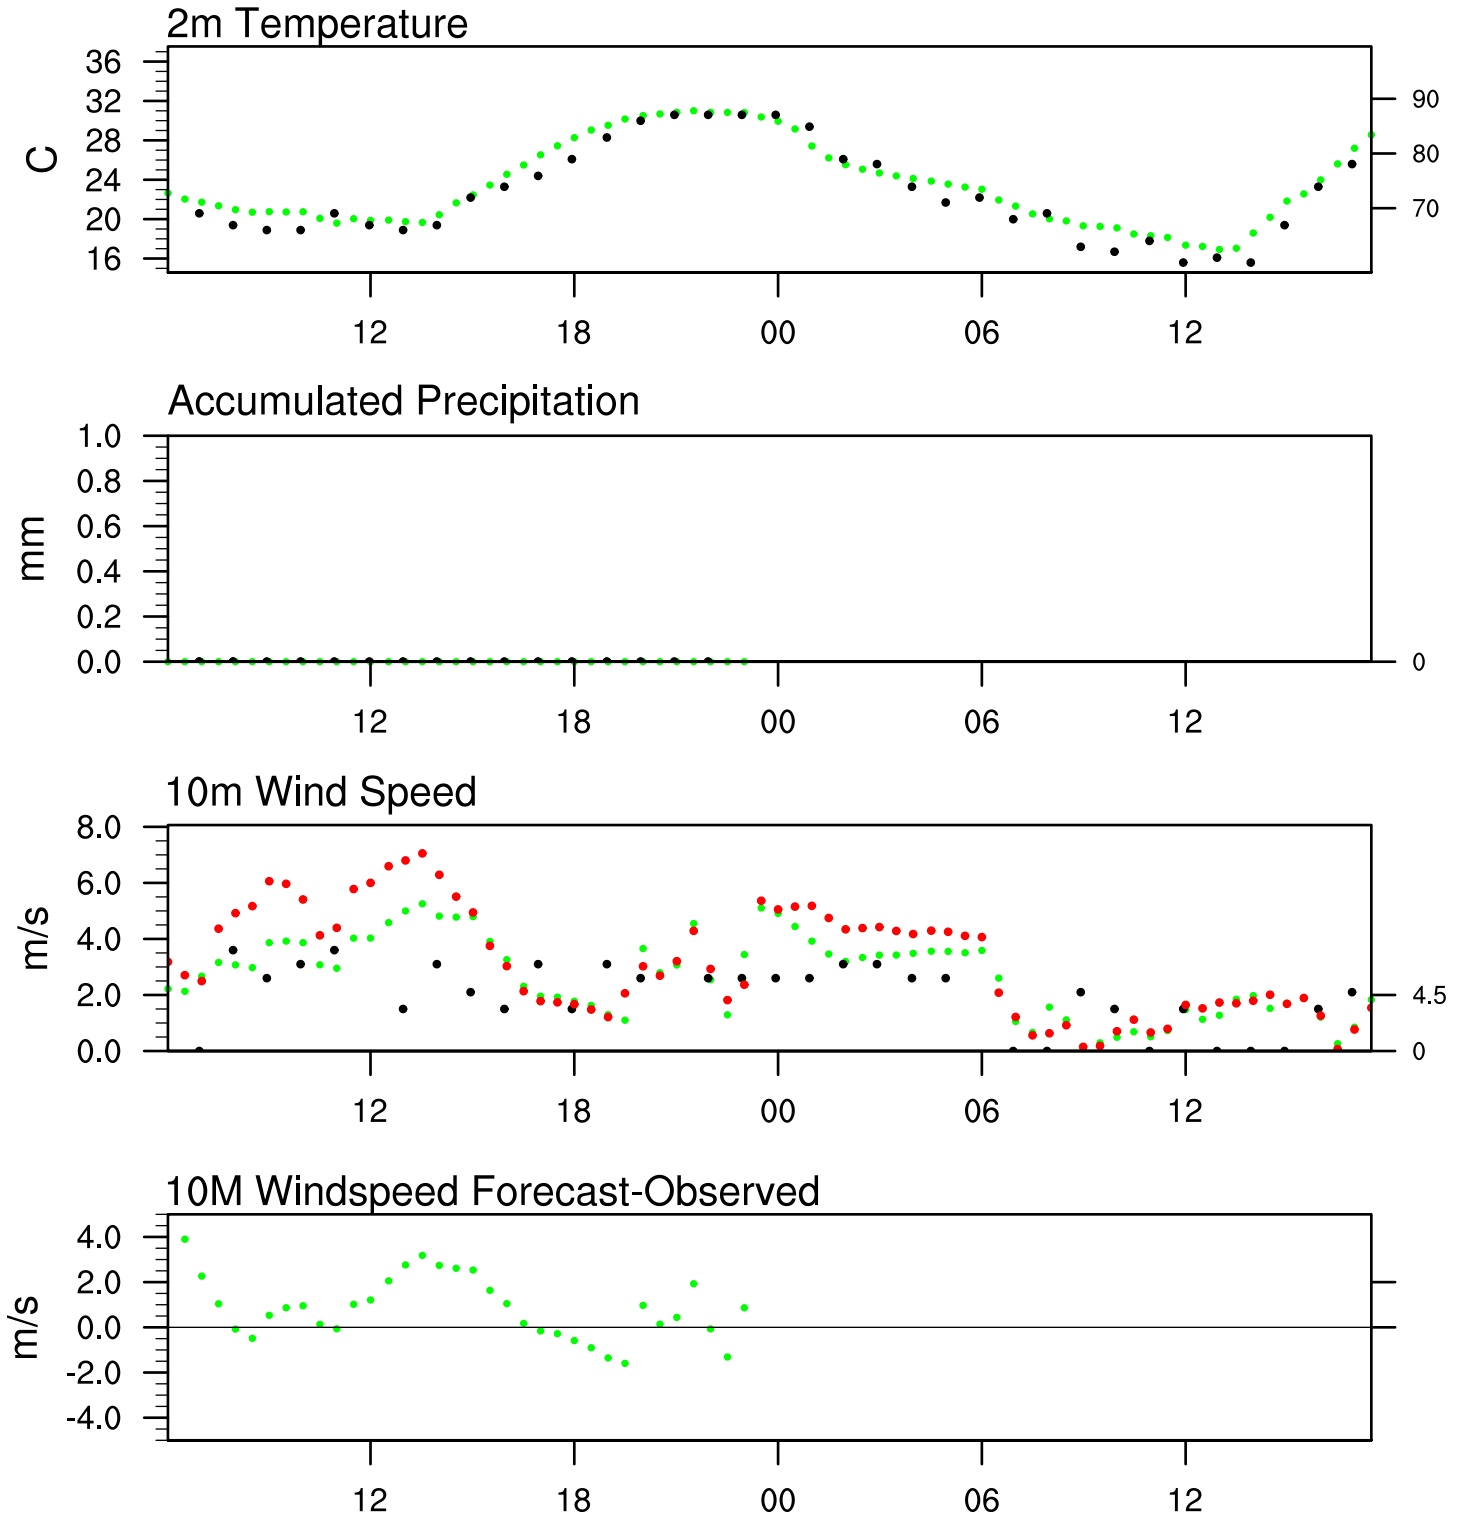 2m Temperature
36
32
28
24
20
16
C
90
80
70
12 18 00 06 12
Accumulated Precipitation
1.0
0.8
0.6
0.4
0.2
0.0
mm
0
12 18 00 06 12
10m Wind Speed
8.0
6.0
4.0
2.0
0.0
m/s
4.5
0
12 18 00 06 12
10M Windspeed Forecast-Observed
4.0
2.0
0.0
-2.0
-4.0
m/s
12 18 00 06 12